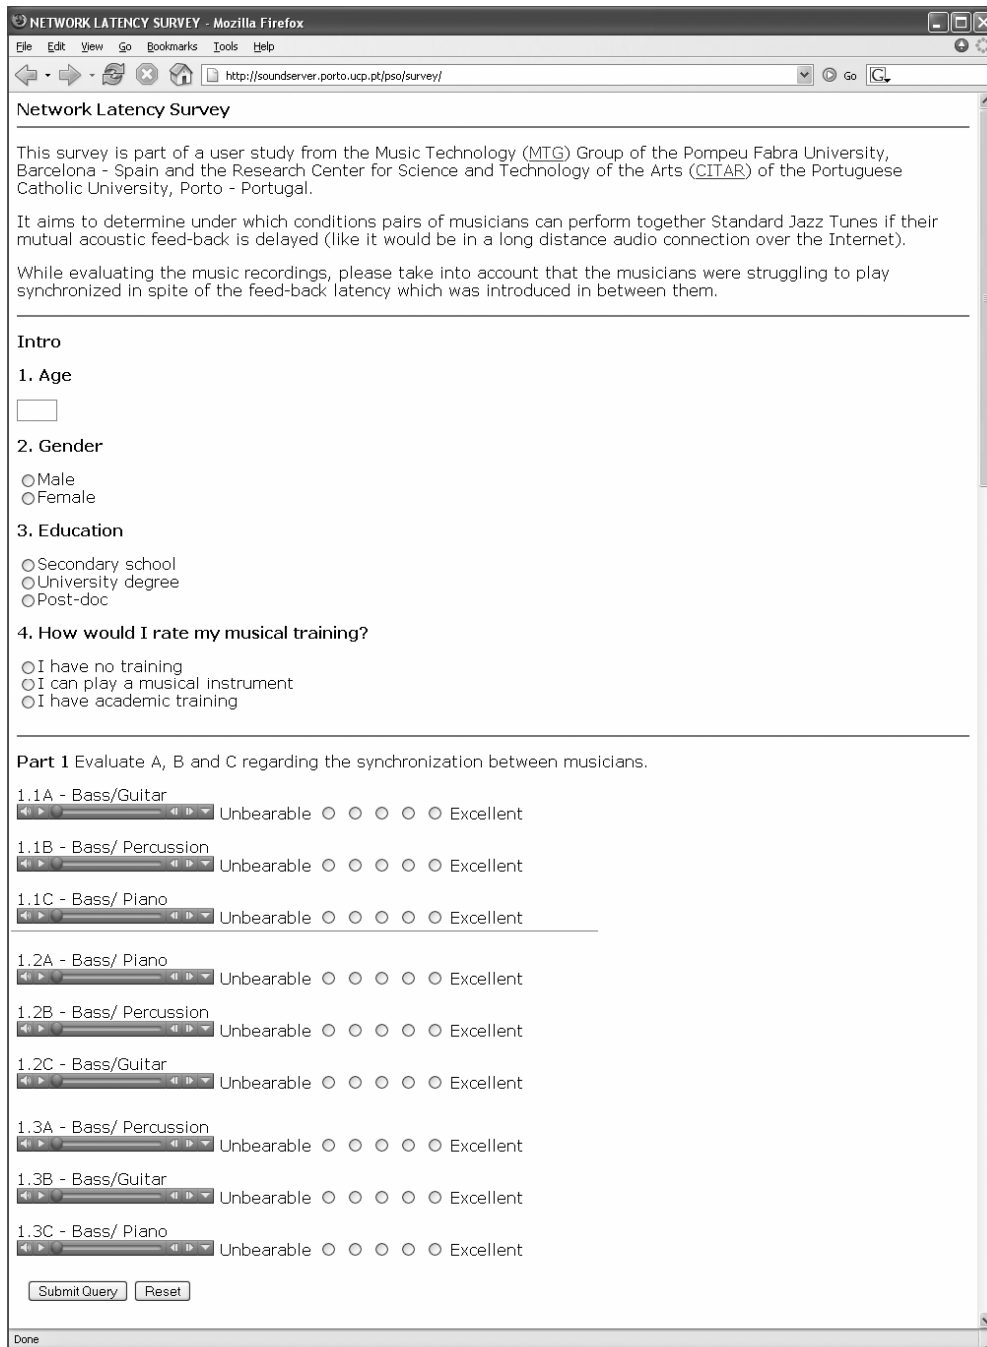 NETWORK LATENCY SURVEY - Mozilla Firefox
File Edit View Go Bookmarks Tools Help
http://soundserver.porto.ucp.pt/pso/survey/ Go G
Network Latency Survey
This survey is part of a user study from the Music Technology (MTG) Group of the Pompeu Fabra University,
Barcelona - Spain and the Research Center for Science and Technology of the Arts (CITAR) of the Portuguese
Catholic University, Porto - Portugal.
It aims to determine under which conditions pairs of musicians can perform together Standard Jazz Tunes if their
mutual acoustic feed-back is delayed (like it would be in a long distance audio connection over the Internet).
While evaluating the music recordings, please take into account that the musicians were struggling to play
synchronized in spite of the feed-back latency which was introduced in between them.
Intro
1. Age
2. Gender
Male
Female
3. Education
Secondary school
University degree
Post-doc
4. How would I rate my musical training?
I have no training
I can play a musical instrument
I have academic training
Part 1 Evaluate A, B and C regarding the synchronization between musicians.
1.1A - Bass/Guitar
Unbearable Excellent
1.1B - Bass/ Percussion
Unbearable Excellent
1.1C - Bass/ Piano
Unbearable Excellent
1.2A - Bass/ Piano
Unbearable Excellent
1.2B - Bass/ Percussion
Unbearable Excellent
1.2C - Bass/Guitar
Unbearable Excellent
1.3A - Bass/ Percussion
Unbearable Excellent
1.3B - Bass/Guitar
Unbearable Excellent
1.3C - Bass/ Piano
Unbearable Excellent
Submit Query Reset
Done